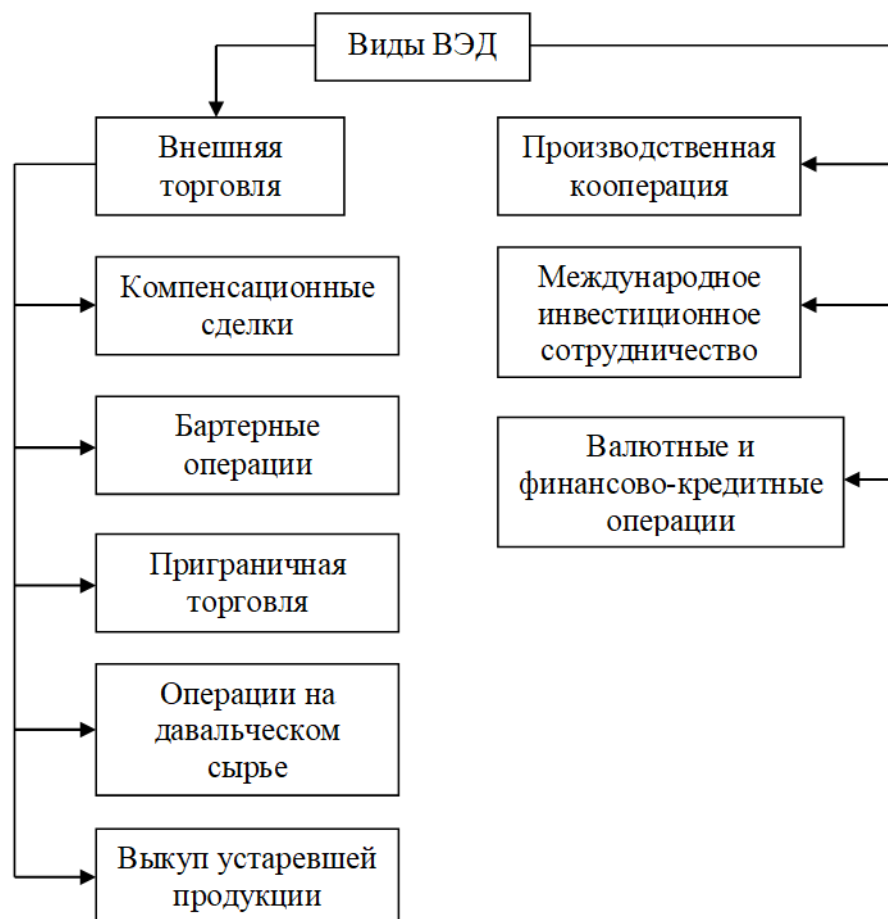 Виды ВЭД
Внешняя
торговля
Компенсационные
сделки
Бартерные
операции
Приграничная
торговля
Операции на
давальческом
сырье
Выкуп устаревшей
продукции
Производственная
кооперация
Международное
инвестиционное
сотрудничество
Валютные и
финансово-кредитные
операции